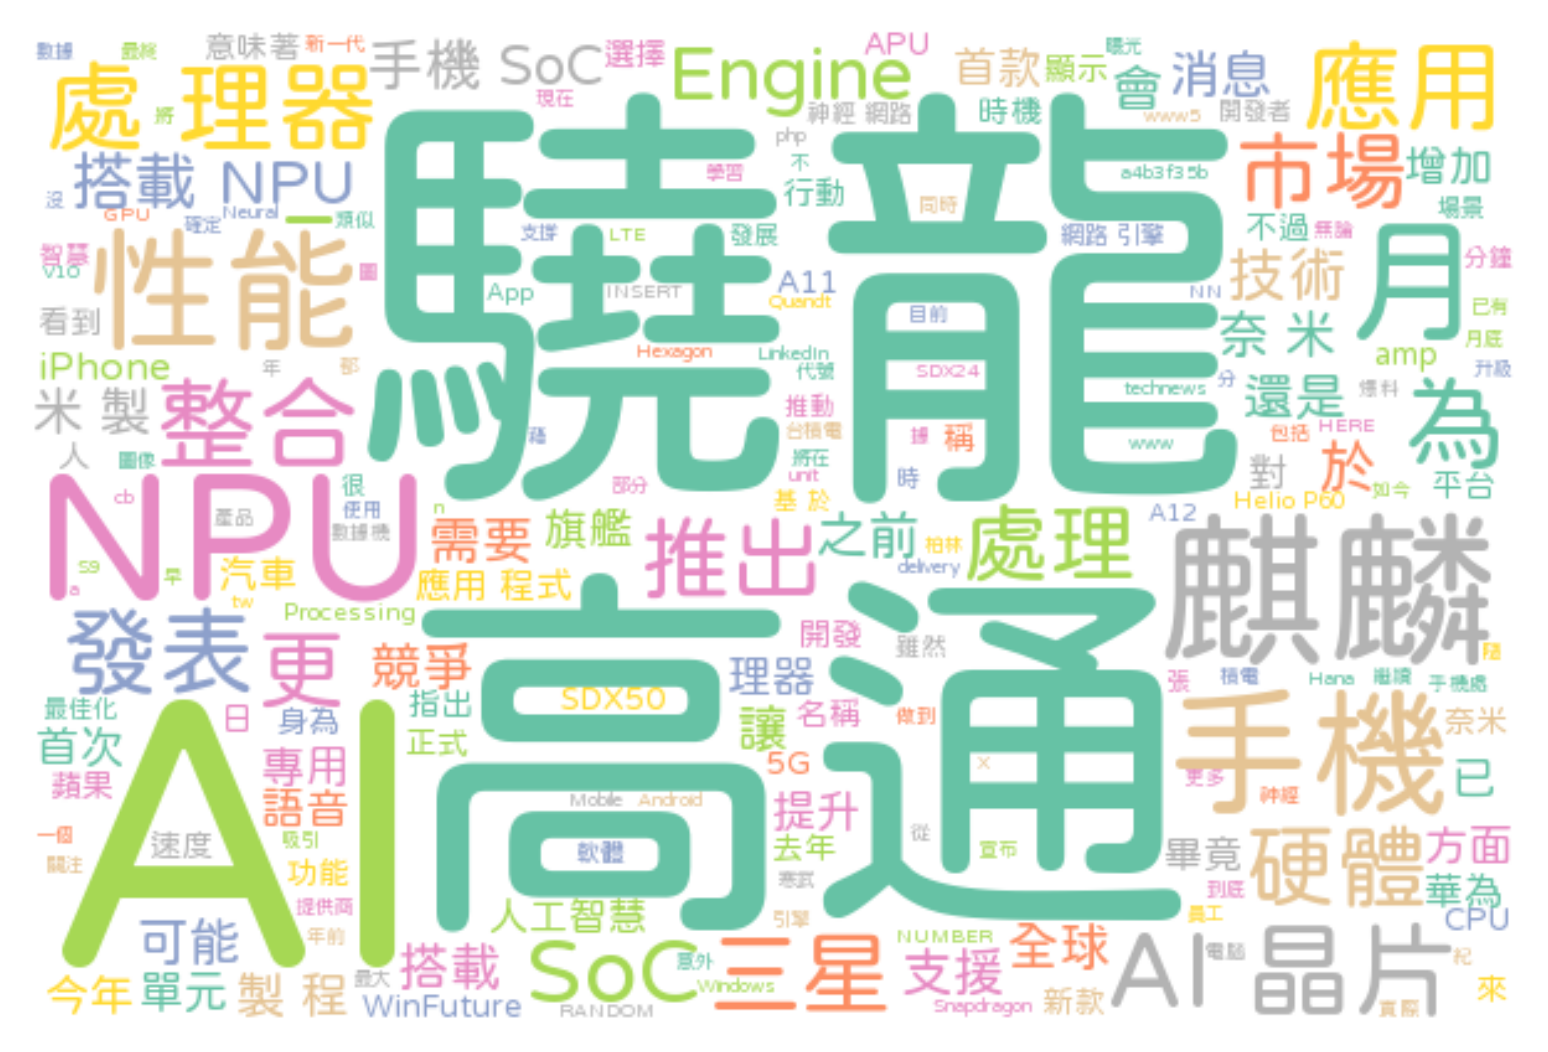 數據
最終
意味著
新一代
手機 SoC
選擇
Engine
APU
首款
顯示
曝光
會
消息
應用
處 理器
將
現在
神經 網路
時機
www5
開發者
搭載 NPU
php
不
學習
行動
a4b3f35b
市場
增加
沒
GPU
確定
Neural
一
類似
驍龍
支撐
LTE
發展
同時
網路 引擎
不過
無論
場景
智慧
V10
性能
圖
App
INSERT
A11
Quandt
目前
NN
技術
月
分鐘
看到
iPhone
年
部
Hexagon
LinkedIn
代號
SDX24
奈 米
amp
已有
月底
升級
米 製
整合
推動
台積電
technews
分
還是
爆料
為
人
圖像
很
將在
unit
據
稱
www
包括
HERE
於
NPU
cb
產品
使用
數據機
n
部分
基 於
時
對
Helio P60
如今
平台
需要
旗艦
推出
之前
柏林
delivery
處理
A12
麒麟
S9
a
早
汽車
tw
應用 程式
Processing
發表
更
競爭
高通
開發
雖然
理器
SDX50
張
積電
Hana
繼續
手機處
隨
最佳化
首次
日
身為
指出
正式
讓
名稱
做到
手機
奈米
蘋果
專用
語音
5G
X
更多
神經
已
AI
一個
關注
速度
吸引
功能
Mobile
Android
軟體
提升
去年
寒武
從
宣布
畢竟
硬體
方面
到底
華為
CPU
提供商
年前
可能
人工智慧
引擎
員工
NUMBER
全球
AI 晶片
電腦
紀
今年
單元
製 程
最大
搭載
WinFuture
SoC
意外
Windows
RANDOM
三星
支援
Snapdragon
新款
實際
來